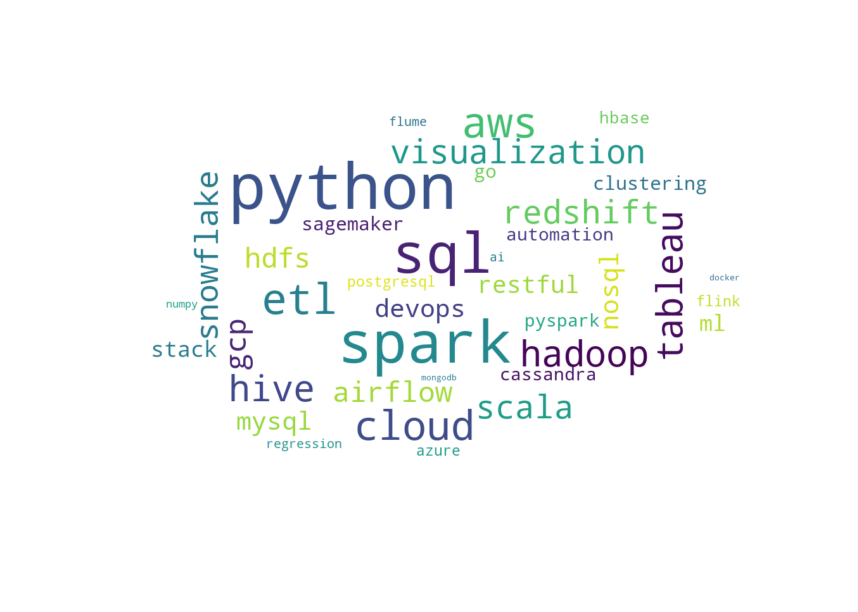 flume
aws
hbase
visualization
python
go
clustering
snowflake
sagemaker
redshift
sql
automation
tableau
hdfs
ai
nosql
docker
postgresql
restful
etl
devops
flink
numpy
pyspark
ml
spark
gcp
stack
hadoop
hive
mongodb
cassandra
airflow
scala
mysql
cloud
regression
azure